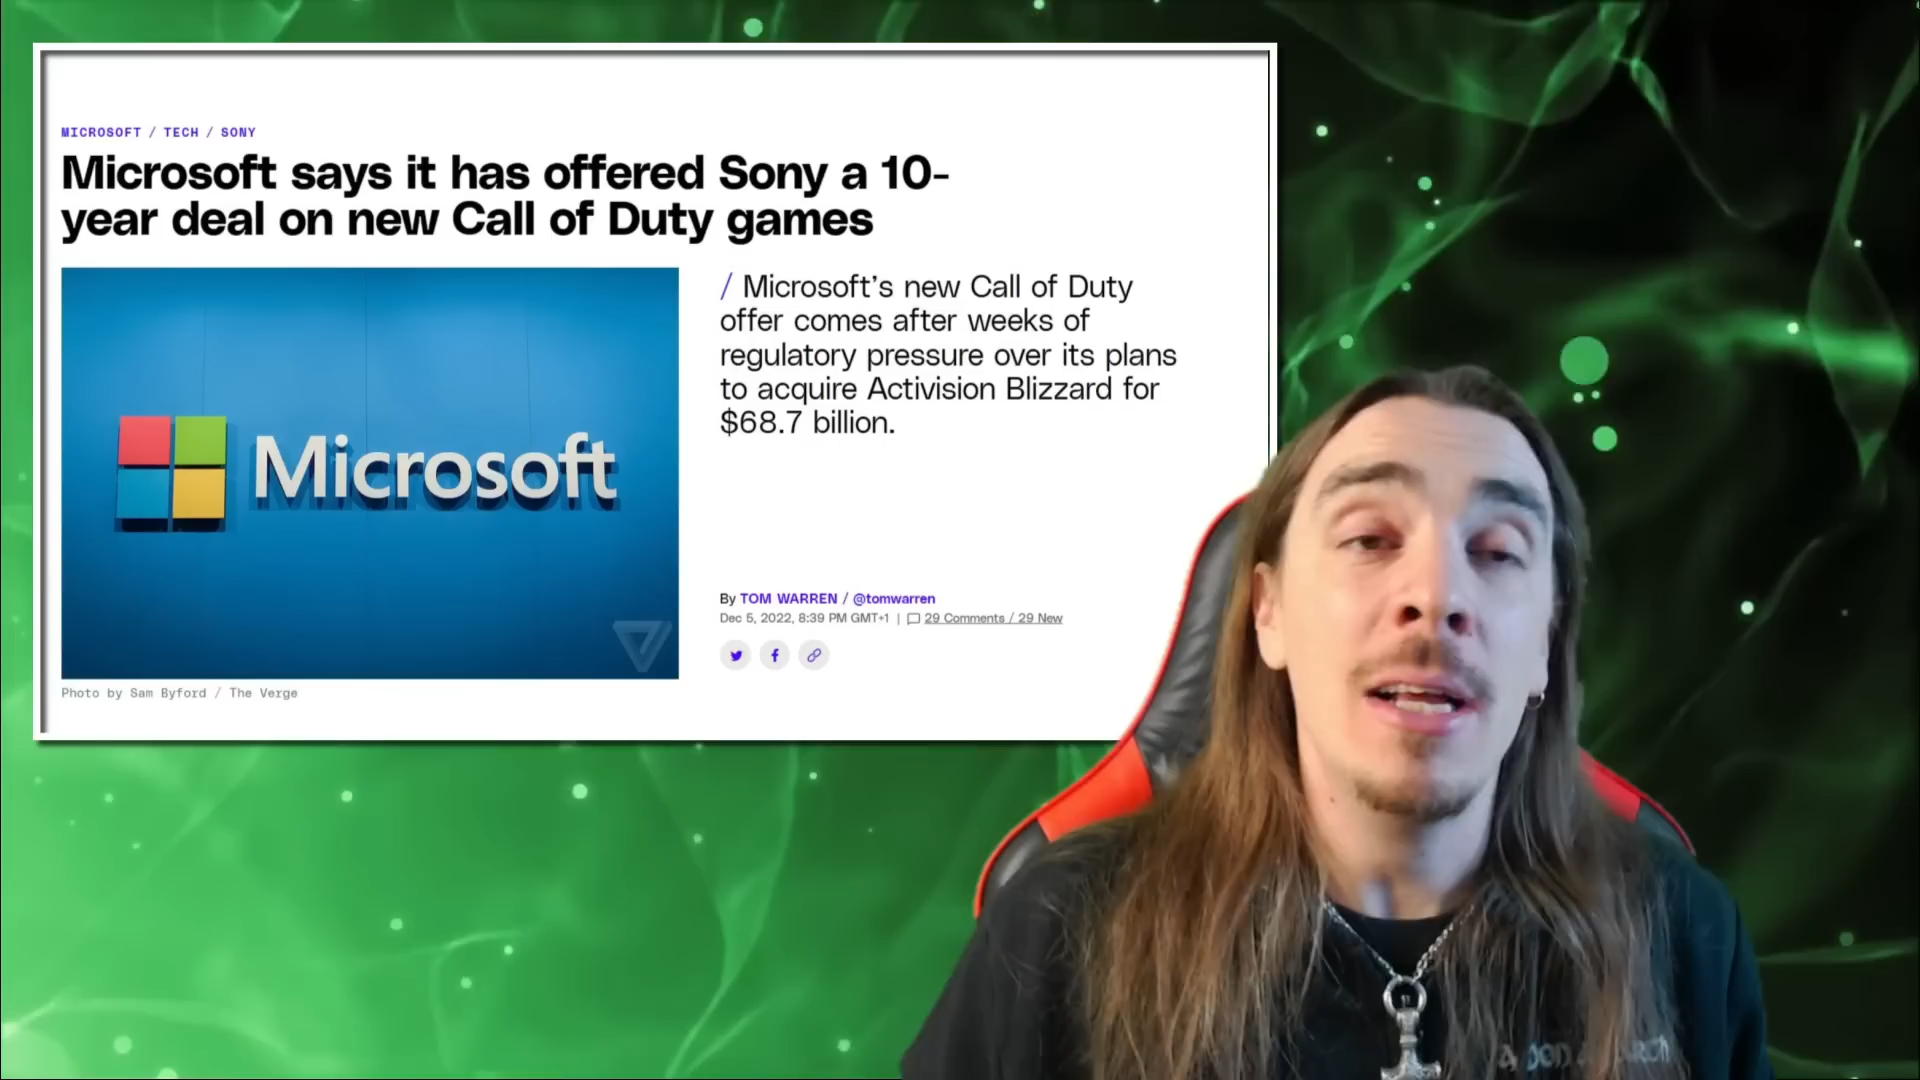 MICROSOFT / TECH / SONY
Microsoft says it has offered Sony a 10-
year deal on new Call of Duty games
/ Microsoft's new Call of Duty
offer comes after weeks of
regulatory pressure over its plans
to acquire Activision Blizzard for
$68.7 billion.
Microsoft
By TOM WARREN / @tomwarren
Dec 5, 2022, 8:39 PM GMT+1 | 29 Comments / 29 New
Photo by Sam Byford / The Verge